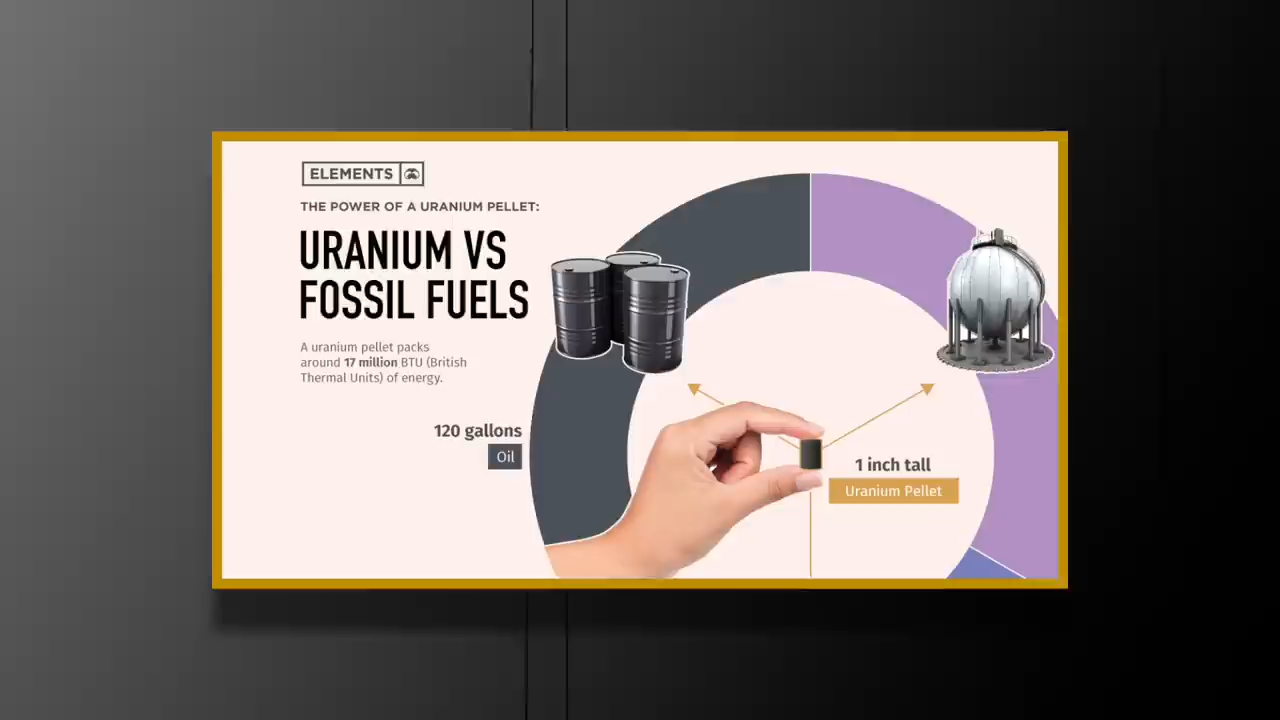 ELEMENTS
THE POWER OF A URANIUM PELLET:
URANIUM VS
FOSSIL FUELS
A uranium pellet packs
around 17 million BTU (British
Thermal Units) of energy.
120 gallons
Oil
1 inch tall
Uranium Pellet